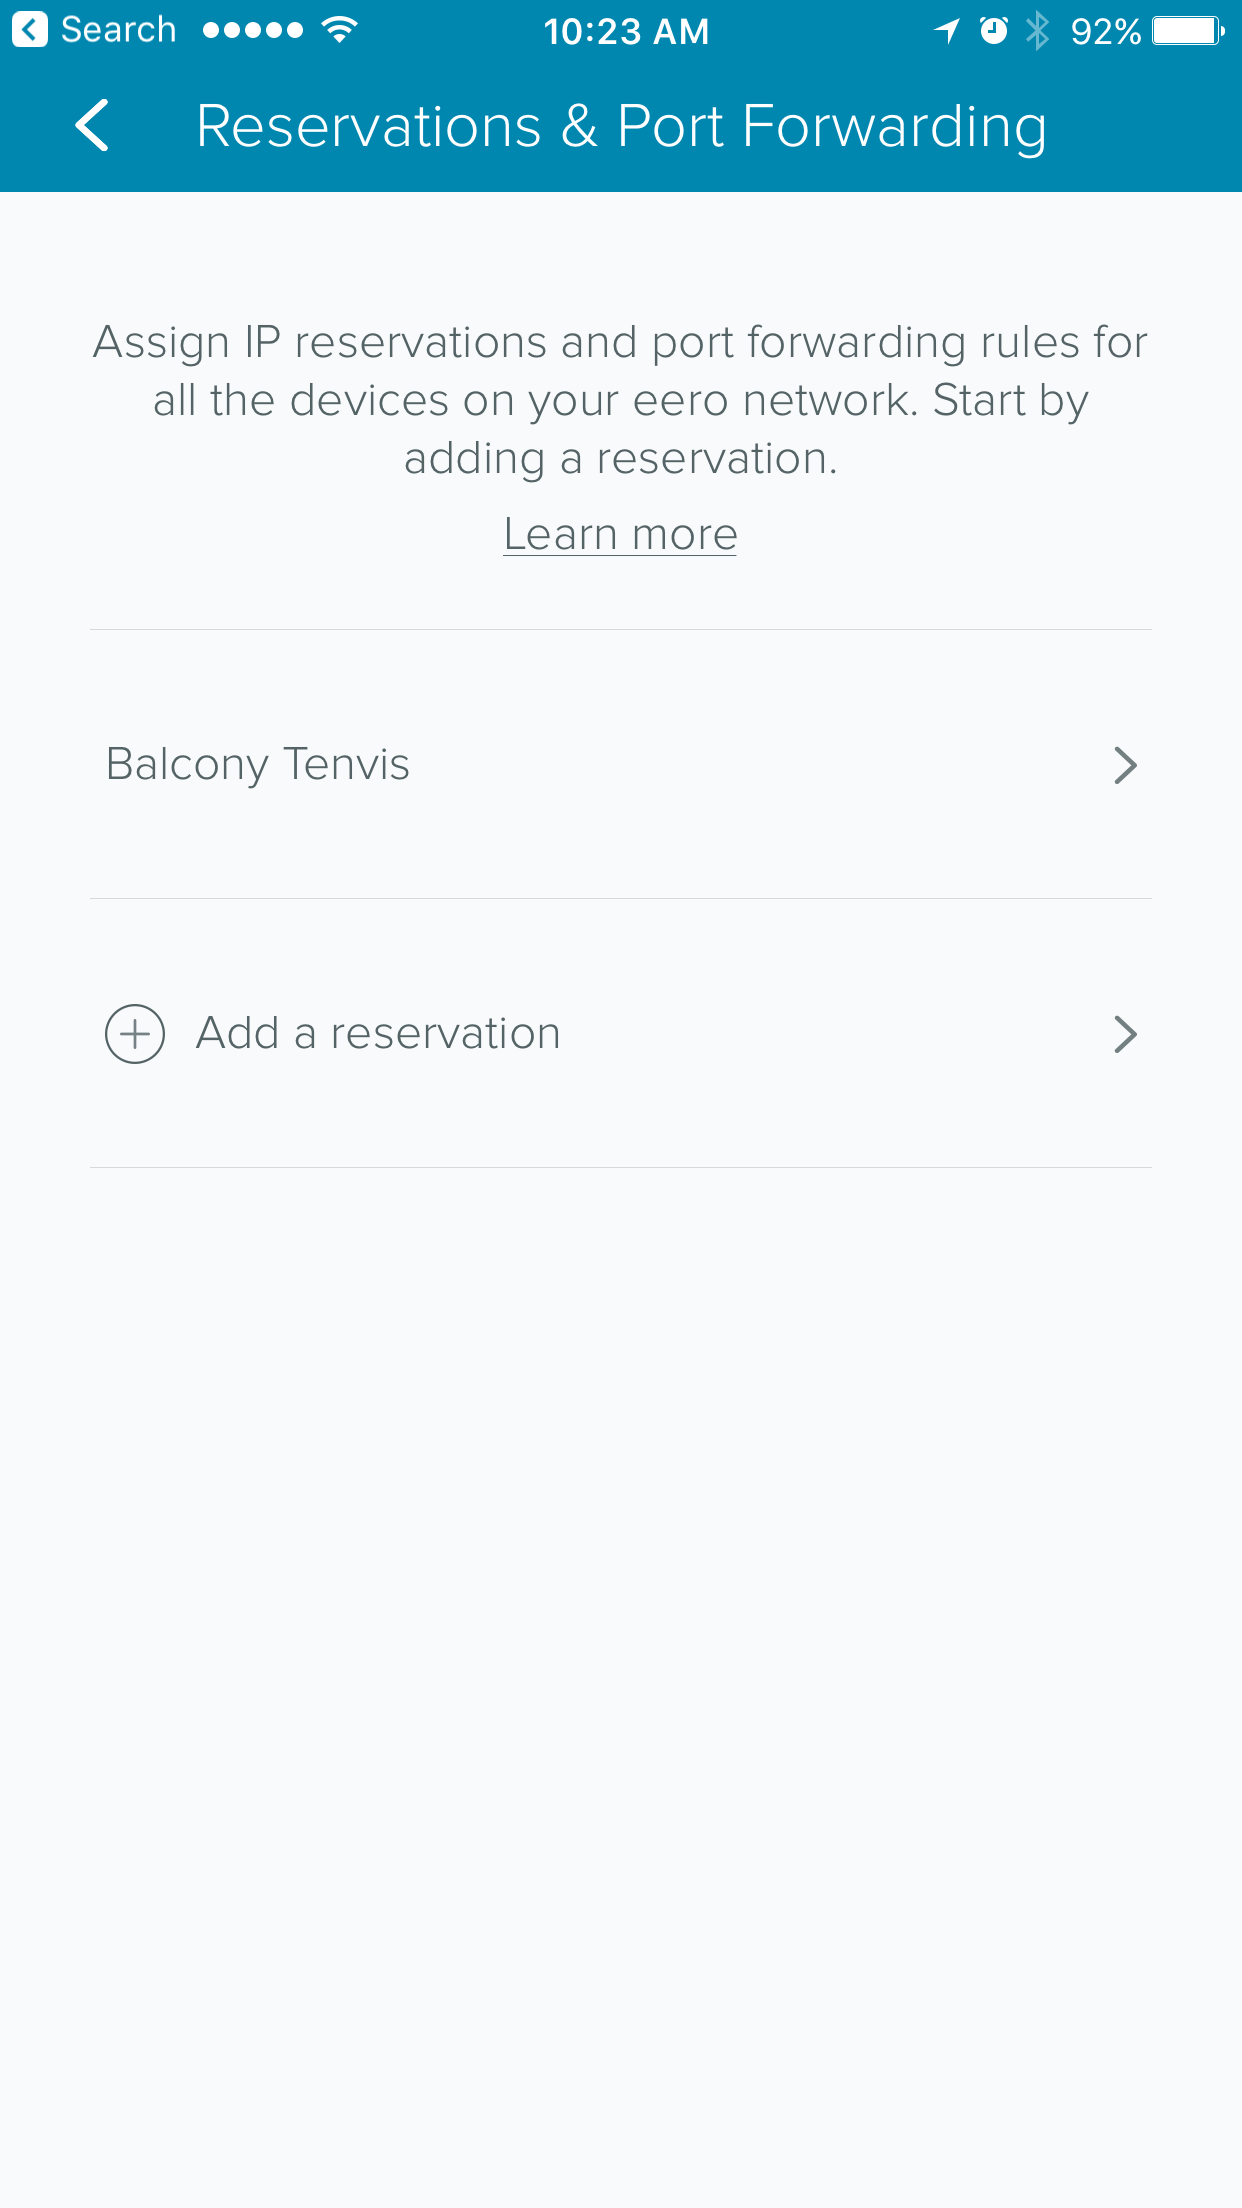 Search 10:23 AM 92%
Reservations & Port Forwarding
Assign IP reservations and port forwarding rules for
all the devices on your eero network. Start by
adding a reservation.
Learn more
Balcony Tenvis
Add a reservation